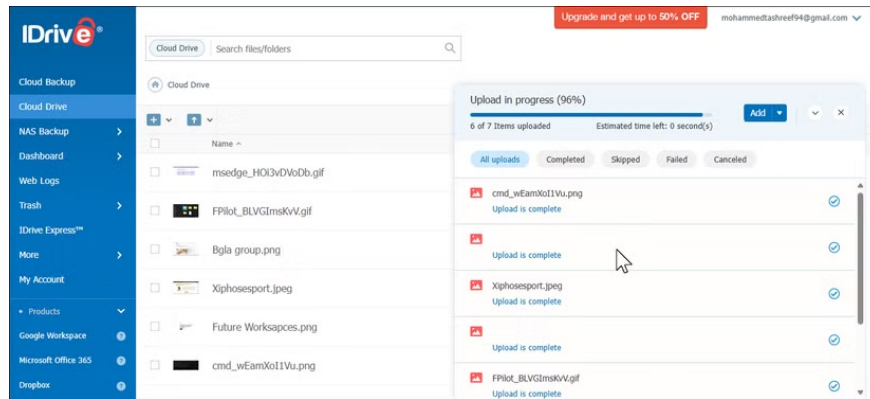 Upgrade and get up to 50% OFF
mohammedtashreef94@gmail.com
IDrive®
Cloud Drive
Search files/folders
Cloud Backup
Cloud Drive
NAS Backup
Dashboard
Web Logs
Trash
IDrive Express™
More
My Account
• Products
Google Workspace
?
Microsoft Office 365
?
Dropbox
?
Cloud Drive
Name
msedge_HOl3vDVoDb.gif
FPilot_BLVGImsKvV.gif
Bgla group.png
Xiphosesport.jpeg
Future Worksapces.png
cmd_wEamXoI1Vu.png
Upload in progress (96%)
Add
6 of 7 Items uploaded
Estimated time left: 0 second(s)
All uploads
Completed
Skipped
Failed
Canceled
cmd_wEamXoI1Vu.png
Upload is complete
Upload is complete
Xiphosesport.jpeg
Upload is complete
Upload is complete
FPilot_BLVGImsKvV.gif
Upload is complete